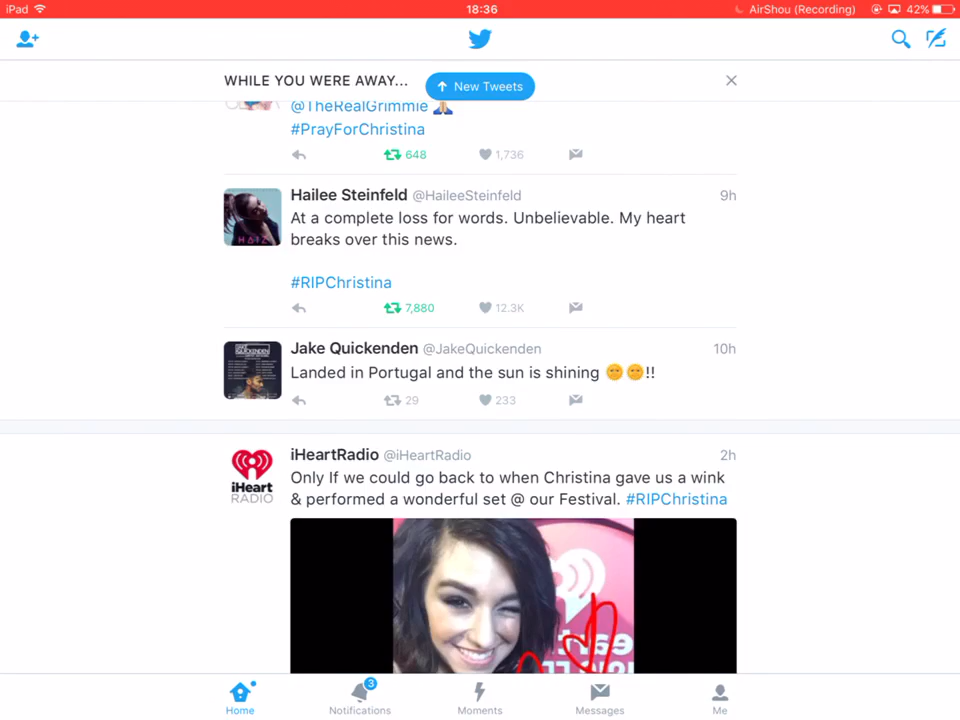 iPad 18:36 AirShou (Recording) 42%
WHILE YOU WERE AWAY...
New Tweets
@TheRealGrimmie
#PrayForChristina
648 1,736
Hailee Steinfeld @HaileeSteinfeld 9h
At a complete loss for words. Unbelievable. My heart
breaks over this news.
#RIPChristina
7,880 12.3K
Jake Quickenden @JakeQuickenden 10h
Landed in Portugal and the sun is shining 🌞🌞!!
29 233
iHeartRadio @iHeartRadio 2h
iHeart
RADIO
Only If we could go back to when Christina gave us a wink
& performed a wonderful set @ our Festival. #RIPChristina
3
Home Notifications Moments Messages Me